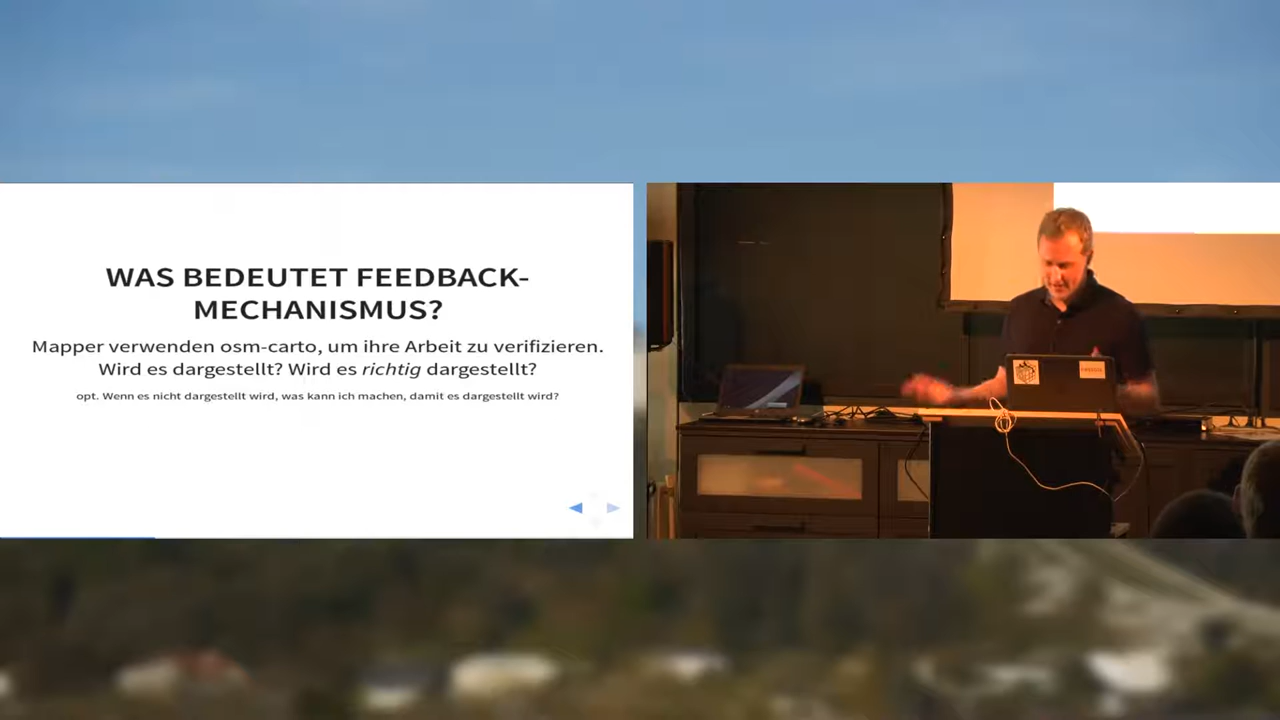 WAS BEDEUTET FEEDBACK-
MECHANISMUS?
Mapper verwenden osm-carto, um ihre Arbeit zu verifizieren.
Wird es dargestellt? Wird es richtig dargestellt?
opt. Wenn es nicht dargestellt wird, was kann ich machen, damit es dargestellt wird?